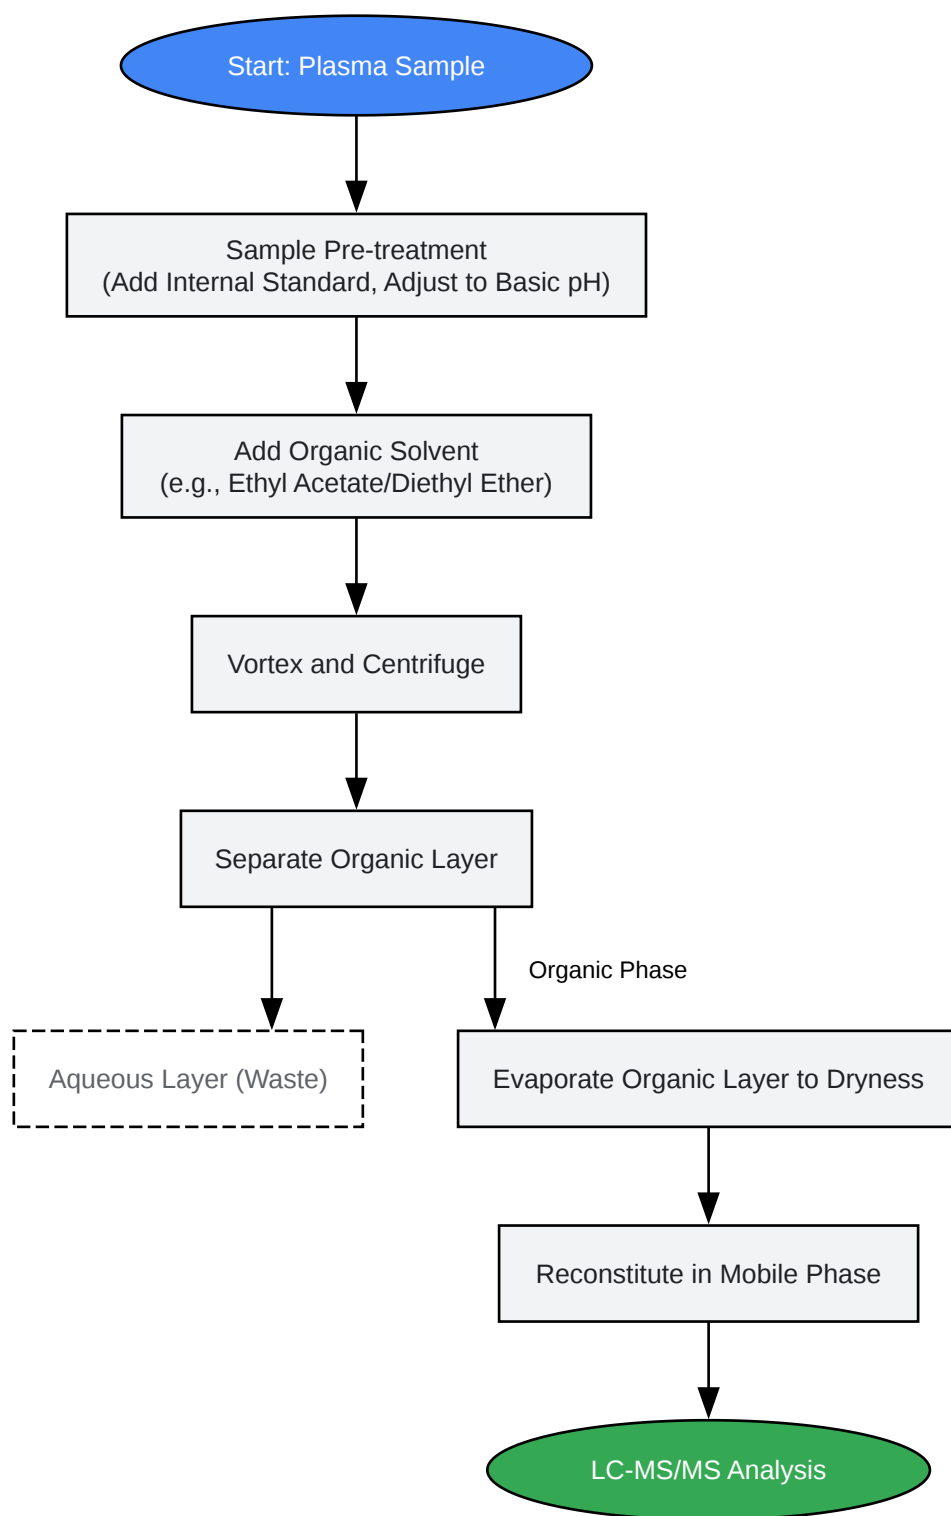 Start: Plasma Sample
Sample Pre-treatment
(Add Internal Standard, Adjust to Basic pH)
Add Organic Solvent
(e.g., Ethyl Acetate/Diethyl Ether)
Vortex and Centrifuge
Separate Organic Layer
Organic Phase
Aqueous Layer (Waste)
Evaporate Organic Layer to Dryness
Reconstitute in Mobile Phase
LC-MS/MS Analysis